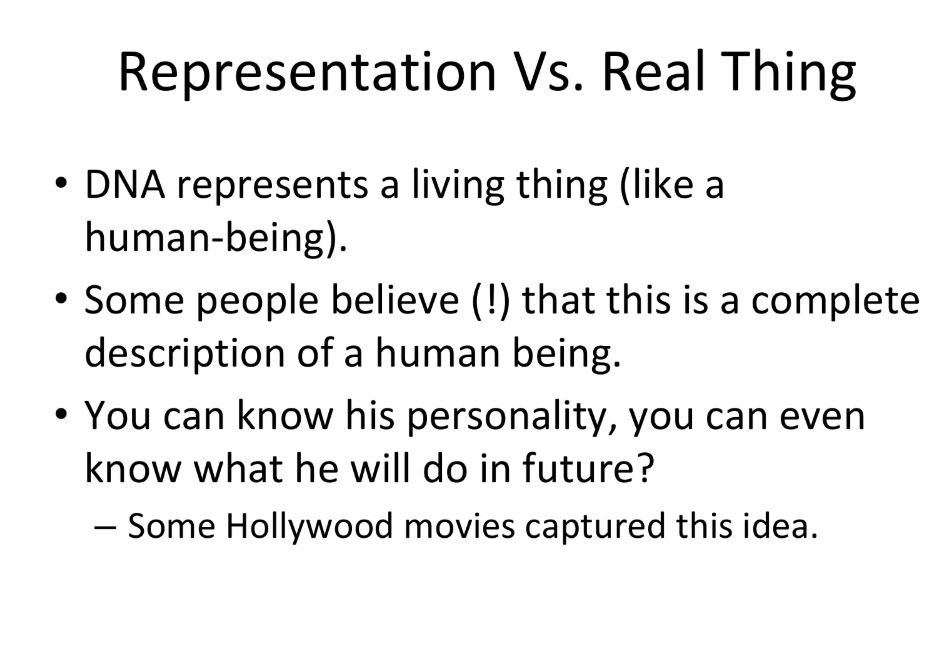 Representation Vs. Real Thing
• DNA represents a living thing (like a
human-being).
• Some people believe (!) that this is a complete
description of a human being.
• You can know his personality, you can even
know what he will do in future?
– Some Hollywood movies captured this idea.